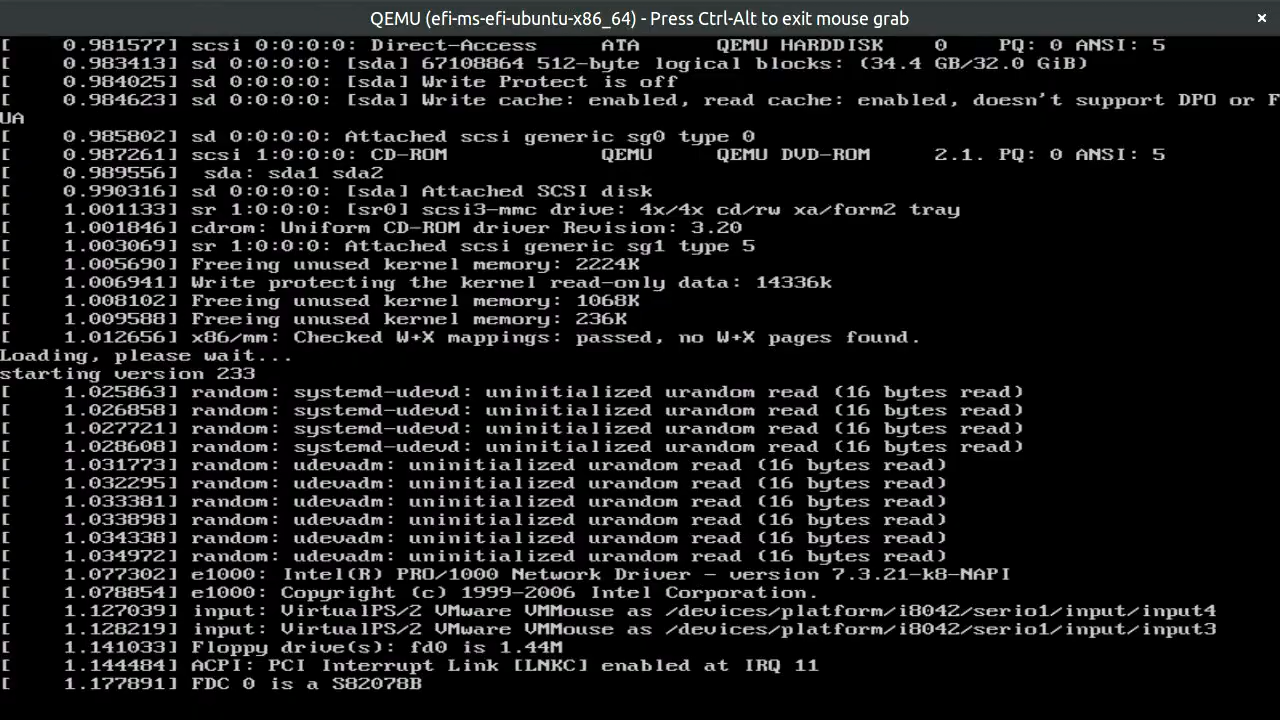 QEMU (efi-ms-efi-ubuntu-x86_64) - Press Ctrl-Alt to exit mouse grab
×
[    0.981577] scsi 0:0:0:0: Direct-Access     ATA      QEMU HARDDISK    0    PQ: 0 ANSI: 5
[    0.983413] sd 0:0:0:0: [sda] 67108864 512-byte logical blocks: (34.4 GB/32.0 GiB)
[    0.984025] sd 0:0:0:0: [sda] Write Protect is off
[    0.984623] sd 0:0:0:0: [sda] Write cache: enabled, read cache: enabled, doesn't support DPO or F
UA
[    0.985802] sd 0:0:0:0: Attached scsi generic sg0 type 0
[    0.987261] scsi 1:0:0:0: CD-ROM            QEMU     QEMU DVD-ROM     2.1. PQ: 0 ANSI: 5
[    0.989556]  sda: sda1 sda2
[    0.990316] sd 0:0:0:0: [sda] Attached SCSI disk
[    1.001133] sr 1:0:0:0: [sr0] scsi3-mmc drive: 4x/4x cd/rw xa/form2 tray
[    1.001846] cdrom: Uniform CD-ROM driver Revision: 3.20
[    1.003069] sr 1:0:0:0: Attached scsi generic sg1 type 5
[    1.005690] Freeing unused kernel memory: 2224K
[    1.006941] Write protecting the kernel read-only data: 14336k
[    1.008102] Freeing unused kernel memory: 1068K
[    1.009588] Freeing unused kernel memory: 236K
[    1.012656] x86/mm: Checked W+X mappings: passed, no W+X pages found.
Loading, please wait...
starting version 233
[    1.025863] random: systemd-udevd: uninitialized urandom read (16 bytes read)
[    1.026858] random: systemd-udevd: uninitialized urandom read (16 bytes read)
[    1.027721] random: systemd-udevd: uninitialized urandom read (16 bytes read)
[    1.028608] random: systemd-udevd: uninitialized urandom read (16 bytes read)
[    1.031773] random: udevadm: uninitialized urandom read (16 bytes read)
[    1.032295] random: udevadm: uninitialized urandom read (16 bytes read)
[    1.033381] random: udevadm: uninitialized urandom read (16 bytes read)
[    1.033898] random: udevadm: uninitialized urandom read (16 bytes read)
[    1.034338] random: udevadm: uninitialized urandom read (16 bytes read)
[    1.034972] random: udevadm: uninitialized urandom read (16 bytes read)
[    1.077302] e1000: Intel(R) PRO/1000 Network Driver - version 7.3.21-k8-NAPI
[    1.078854] e1000: Copyright (c) 1999-2006 Intel Corporation.
[    1.127039] input: VirtualPS/2 VMware VMMouse as /devices/platform/i8042/serio1/input/input4
[    1.128219] input: VirtualPS/2 VMware VMMouse as /devices/platform/i8042/serio1/input/input3
[    1.141033] Floppy drive(s): fd0 is 1.44M
[    1.144484] ACPI: PCI Interrupt Link [LNKC] enabled at IRQ 11
[    1.177891] FDC 0 is a S82078B